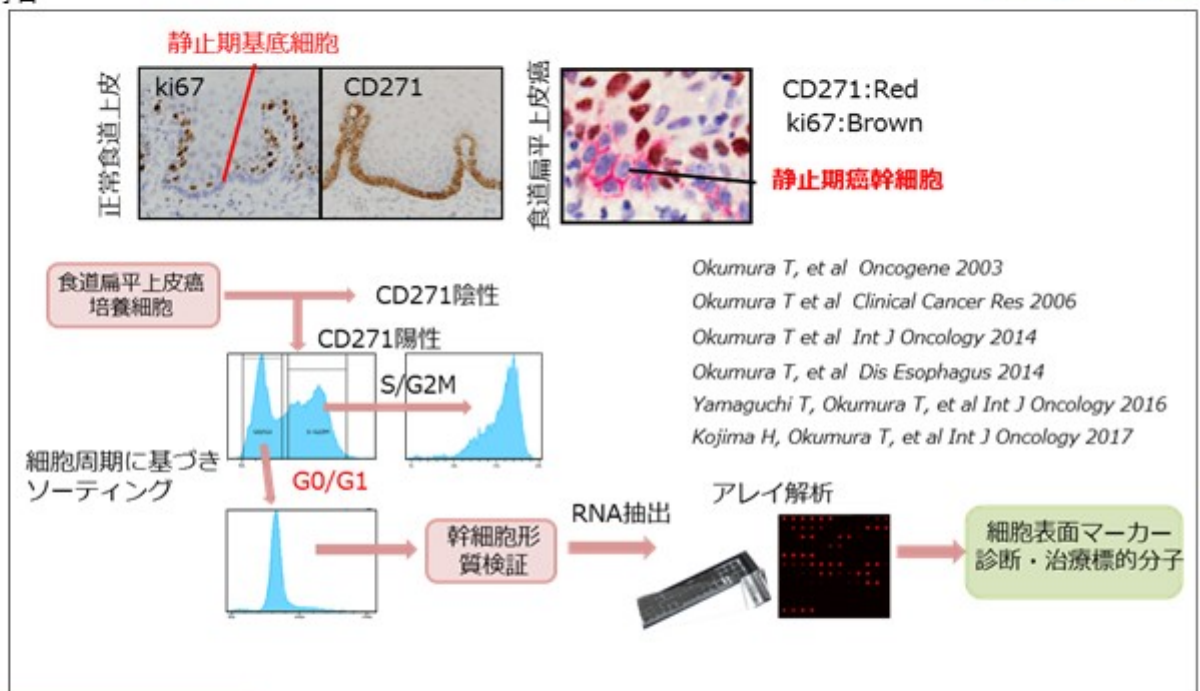 静止期基底細胞
正常食道上皮
ki67
CD271
食道扁平上皮癌
CD271:Red
ki67:Brown
静止期癌幹細胞
食道扁平上皮癌
培養細胞
CD271陰性
CD271陽性
S/G2M
細胞周期に基づき
ソーティング
G0/G1
Okumura T, et al Oncogene 2003
Okumura T et al Clinical Cancer Res 2006
Okumura T et al Int J Oncology 2014
Okumura T, et al Dis Esophagus 2014
Yamaguchi T, Okumura T, et al Int J Oncology 2016
Kojima H, Okumura T, et al Int J Oncology 2017
幹細胞形
質検証
RNA抽出
アレイ解析
細胞表面マーカー
診断・治療標的分子